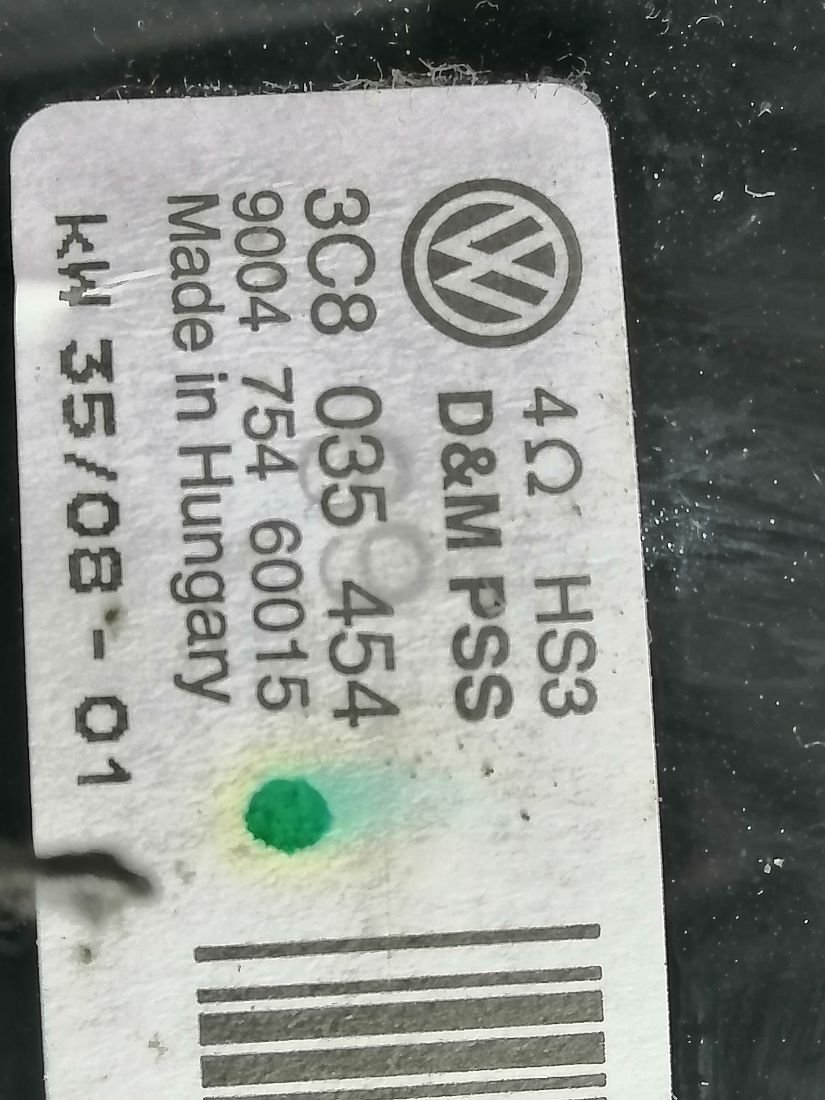 4Ω HS3
D&M PSS
3C8 035 454
9004 754 60015
Made in Hungary
KW 35/08 - 01